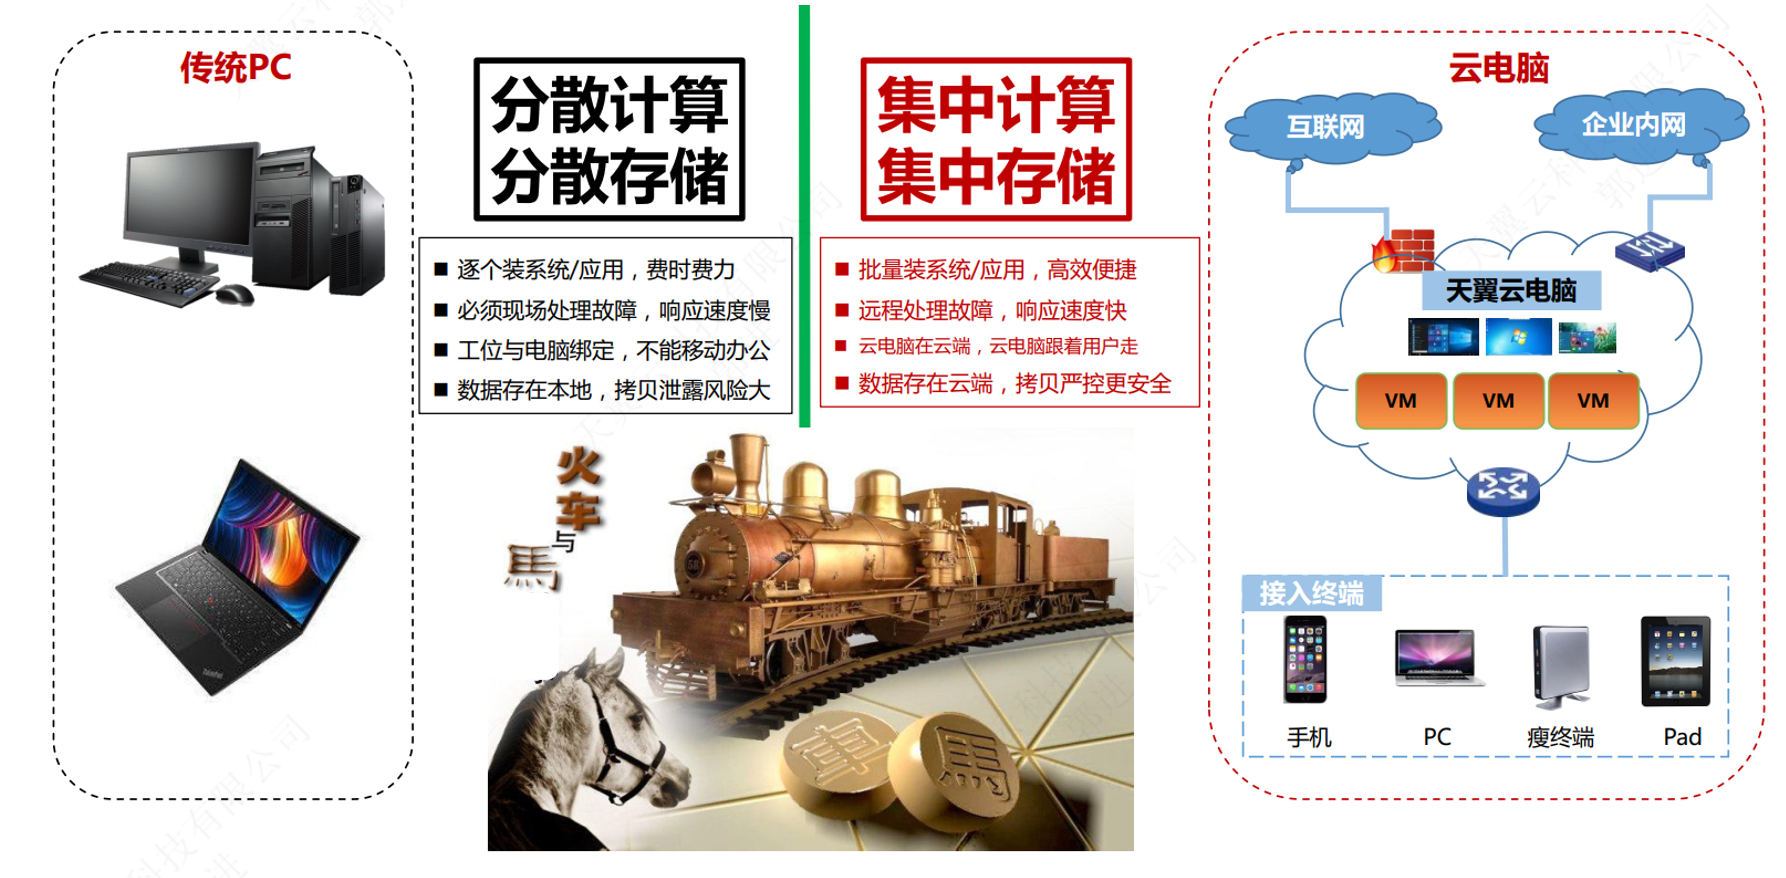 传统PC
分散计算
分散存储
■ 逐个装系统/应用，费时费力
■ 必须现场处理故障，响应速度慢
■ 工位与电脑绑定，不能移动办公
■ 数据存在本地，拷贝泄露风险大
集中计算
集中存储
■ 批量装系统/应用，高效便捷
■ 远程处理故障，响应速度快
■ 云电脑在云端，云电脑跟着用户走
■ 数据存在云端，拷贝严控更安全
火车
与
馬
車
馬
云电脑
互联网
企业内网
天翼云电脑
VM
VM
VM
接入终端
手机
PC
瘦终端
Pad